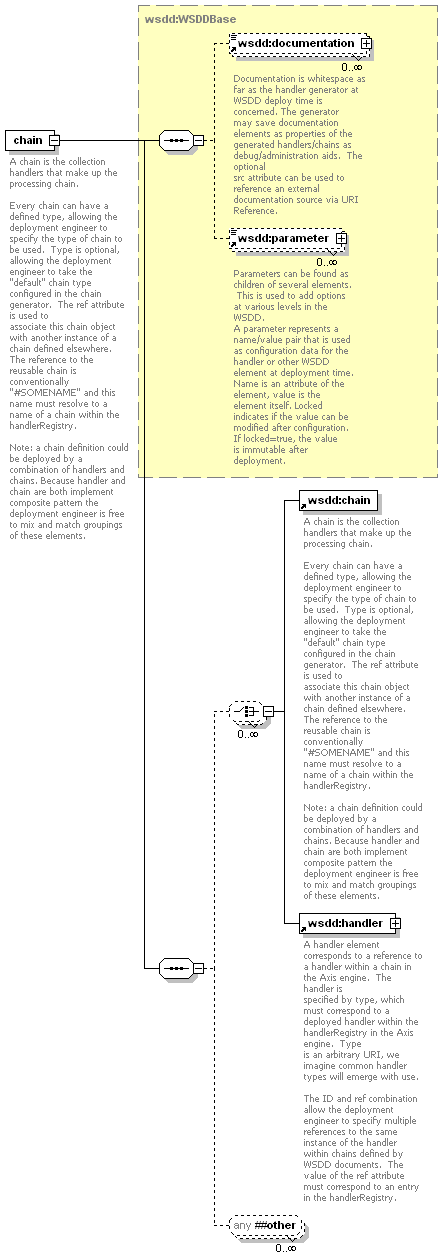 wsdd:WSDDBase
wsdd:documentation
0..∞
Documentation is whitespace as
far as the handler generator at
WSDD deploy time is
concerned. The generator
may save documentation
elements as properties of the
generated handlers/chains as
debug/administration aids.  The
optional
src attribute can be used to
reference an external
documentation source via URI
Reference.
chain
A chain is the collection
handlers that make up the
processing chain.
Every chain can have a
defined type, allowing the
deployment engineer to
specify the type of chain to
be used.  Type is optional,
allowing the deployment
engineer to take the
"default" chain type
configured in the chain
generator.  The ref attribute
is used to
associate this chain object
with another instance of a
chain defined elsewhere.
The reference to the
reusable chain is
conventionally
"#SOMENAME" and this
name must resolve to a
name of a chain within the
handlerRegistry.
Note: a chain definition could
be deployed by a
combination of handlers and
chains. Because handler and
chain are both implement
composite pattern the
deployment engineer is free
to mix and match groupings
of these elements.
wsdd:parameter
0..∞
Parameters can be found as
children of several elements.
This is used to add options
at various levels in the
WSDD.
A parameter represents a
name/value pair that is used
as configuration data for the
handler or other WSDD
element at deployment time.
Name is an attribute of the
element, value is the
element itself. Locked
indicates if the value can be
modified after configuration.
If locked=true, the value
is immutable after
deployment.
wsdd:chain
A chain is the collection
handlers that make up the
processing chain.
Every chain can have a
defined type, allowing the
deployment engineer to
specify the type of chain to
be used.  Type is optional,
allowing the deployment
engineer to take the
"default" chain type
configured in the chain
generator.  The ref attribute
is used to
associate this chain object
with another instance of a
chain defined elsewhere.
The reference to the
reusable chain is
conventionally
"#SOMENAME" and this
name must resolve to a
name of a chain within the
handlerRegistry.
Note: a chain definition could
be deployed by a
combination of handlers and
chains. Because handler and
chain are both implement
composite pattern the
deployment engineer is free
to mix and match groupings
of these elements.
0..∞
wsdd:handler
A handler element
corresponds to a reference to
a handler within a chain in
the Axis engine.  The
handler is
specified by type, which
must correspond to a
deployed handler within the
handlerRegistry in the Axis
engine.  Type
is an arbitrary URI, we
imagine common handler
types will emerge with use.
The ID and ref combination
allow the deployment
engineer to specify multiple
references to the same
instance of the handler
within chains defined by
WSDD documents.  The
value of the ref attribute
must correspond to an entry
in the handlerRegistry.
any ##other
0..∞